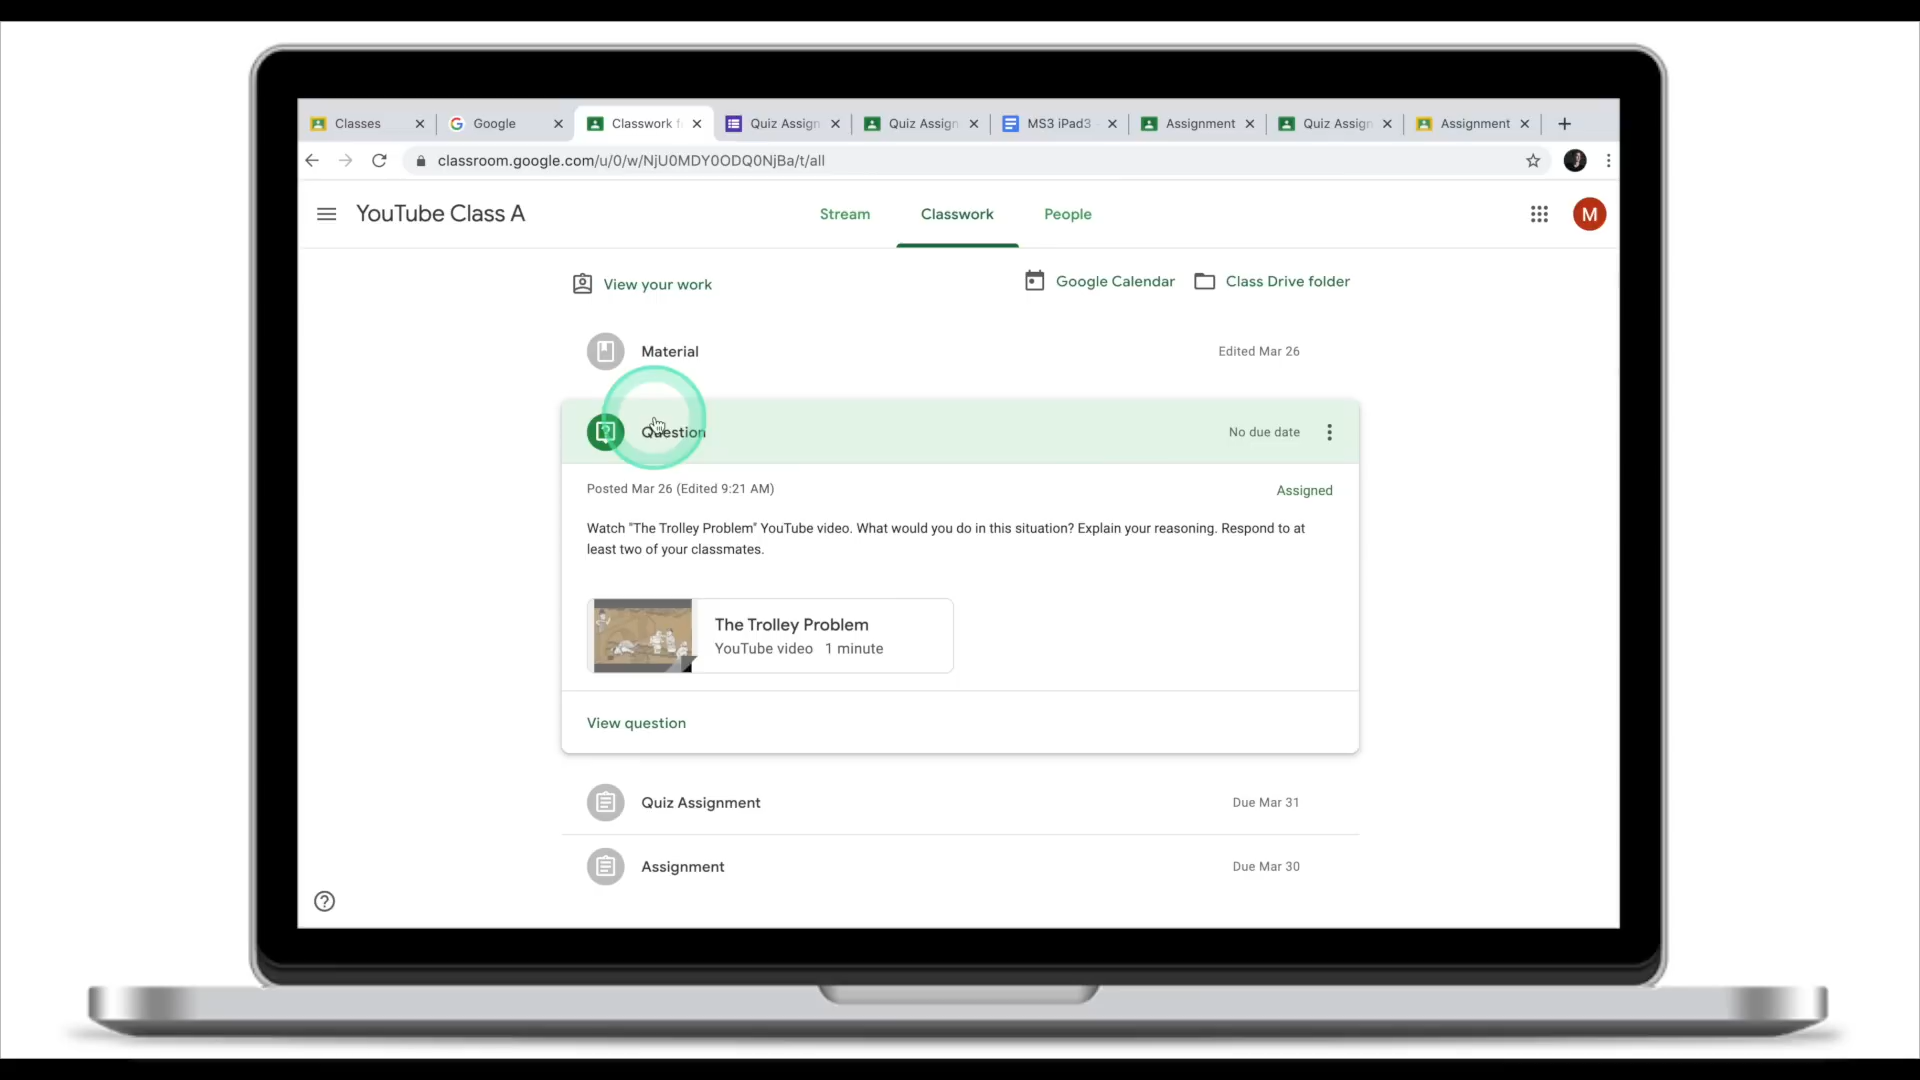 Classes
Google
Classwork f
Quiz Assign
Quiz Assign
MS3 iPad3
Assignment
Quiz Assign
Assignment
classroom.google.com/u/0/w/NjU0MDY0ODQ0NjBa/t/all
YouTube Class A
Stream
Classwork
People
M
View your work
Google Calendar
Class Drive folder
Material
Edited Mar 26
Question
No due date
Posted Mar 26 (Edited 9:21 AM)
Assigned
Watch "The Trolley Problem" YouTube video. What would you do in this situation? Explain your reasoning. Respond to at
least two of your classmates.
The Trolley Problem
YouTube video 1 minute
View question
Quiz Assignment
Due Mar 31
Assignment
Due Mar 30